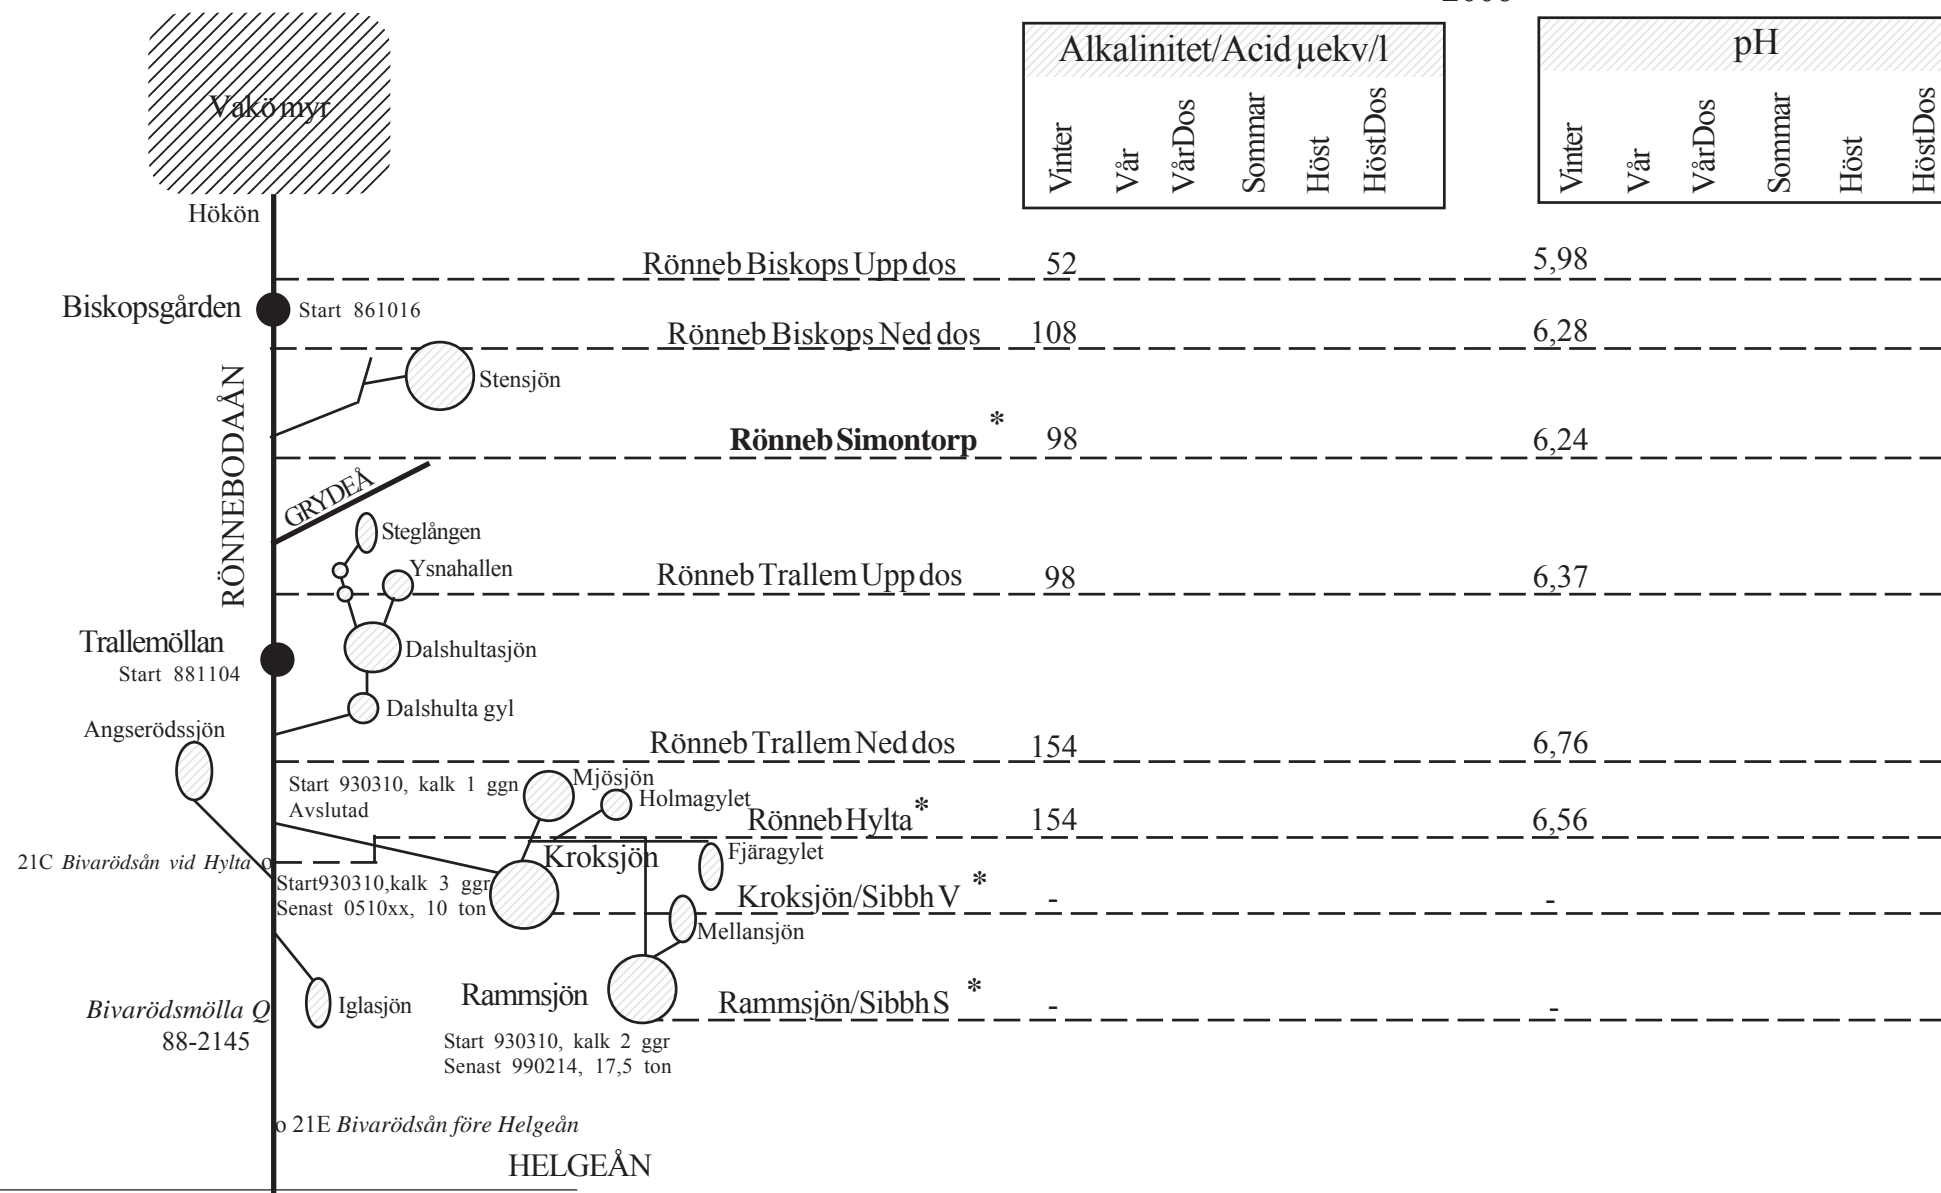 Alkalinitet/Acid µekv/l
pH
Vinter
Vår
VårDos
Sommar
Höst
HöstDos
Vinter
Vår
VårDos
Sommar
Höst
HöstDos
Vakö myr
Hökön
Rönneb Biskops Upp dos 52 5,98
Biskopsgården Start 861016
Rönneb Biskops Ned dos 108 6,28
Stensjön
RÖNNEBODAÅN
Rönneb Simontorp * 98 6,24
GRYDEÅ
Steglången
Ysnahallen
Rönneb Trallem Upp dos 98 6,37
Trallemöllan
Start 881104
Dalshultasjön
Dalshulta gyl
Angserödssjön
Rönneb Trallem Ned dos 154 6,76
Start 930310, kalk 1 ggn
Avslutad
Mjösjön
Holmagylet
Rönneb Hylta * 154 6,56
21C Bivarödsån vid Hylta o
Kroksjön
Fjäragylet
Start930310,kalk 3 ggr
Senast 0510xx, 10 ton
Kroksjön/Sibbh V * - -
Mellansjön
Rammsjön
Rammsjön/Sibbh S * - -
Iglasjön
Bivarödsmölla Q
88-2145
Start 930310, kalk 2 ggr
Senast 990214, 17,5 ton
o 21E Bivarödsån före Helgeån
HELGEÅN